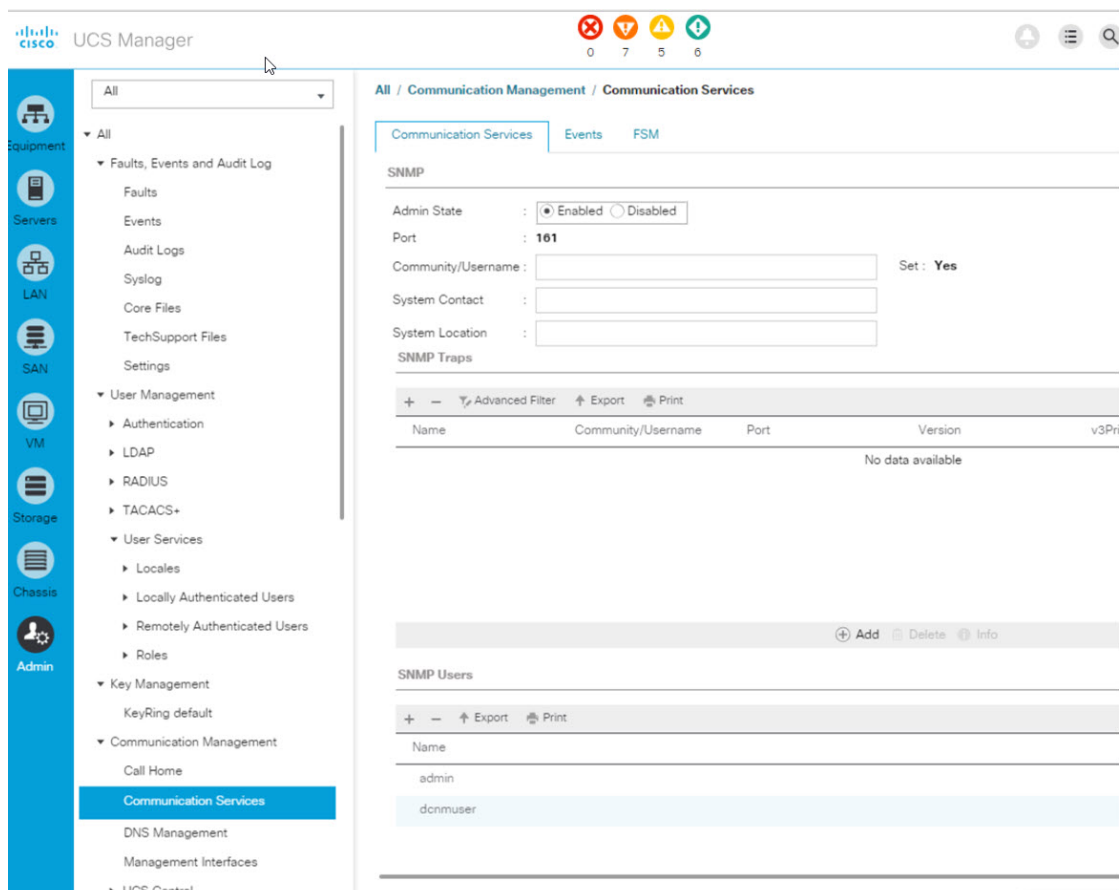 cisco UCS Manager
0 7 5 6
Equipment
Servers
LAN
SAN
VM
Storage
Chassis
Admin
All
All
Faults, Events and Audit Log
Faults
Events
Audit Logs
Syslog
Core Files
TechSupport Files
Settings
User Management
Authentication
LDAP
RADIUS
TACACS+
User Services
Locales
Locally Authenticated Users
Remotely Authenticated Users
Roles
Key Management
KeyRing default
Communication Management
Call Home
Communication Services
DNS Management
Management Interfaces
All / Communication Management / Communication Services
Communication Services Events FSM
SNMP
Admin State : Enabled Disabled
Port : 161
Community/Username : Set : Yes
System Contact :
System Location :
SNMP Traps
+ − Advanced Filter Export Print
Name Community/Username Port Version v3Pri
No data available
Add Delete Info
SNMP Users
+ − Export Print
Name
admin
dcnmuser